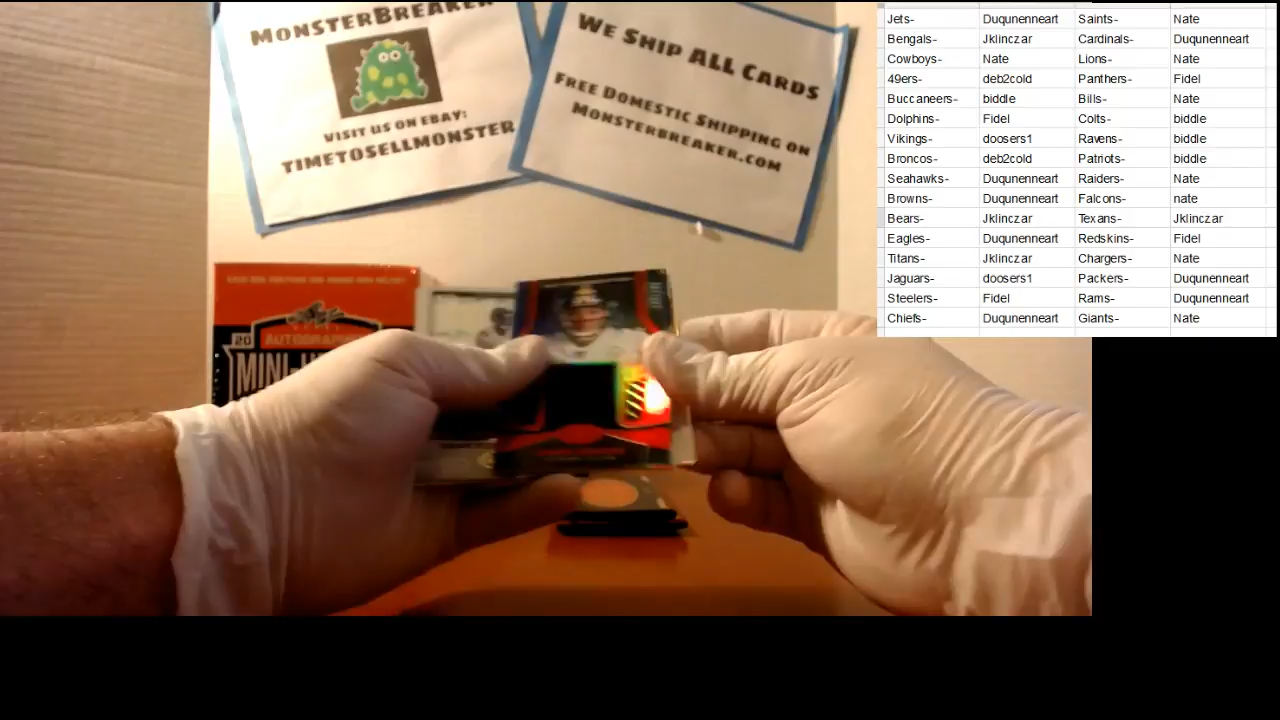 MONSTERBREAKER
VISIT US ON EBAY:
TIMETOSELLMONSTER
WE SHIP ALL CARDS
FREE DOMESTIC SHIPPING ON
MONSTERBREAKER.COM
20
AUTOGRAPH
MINI-H
Jets- Duqunenneart Saints- Nate
Bengals- Jklinczar Cardinals- Duqunenneart
Cowboys- Nate Lions- Nate
49ers- deb2cold Panthers- Fidel
Buccaneers- biddle Bills- Nate
Dolphins- Fidel Colts- biddle
Vikings- doosers1 Ravens- biddle
Broncos- deb2cold Patriots- biddle
Seahawks- Duqunenneart Raiders- Nate
Browns- Duqunenneart Falcons- nate
Bears- Jklinczar Texans- Jklinczar
Eagles- Duqunenneart Redskins- Fidel
Titans- Jklinczar Chargers- Nate
Jaguars- doosers1 Packers- Duqunenneart
Steelers- Fidel Rams- Duqunenneart
Chiefs- Duqunenneart Giants- Nate